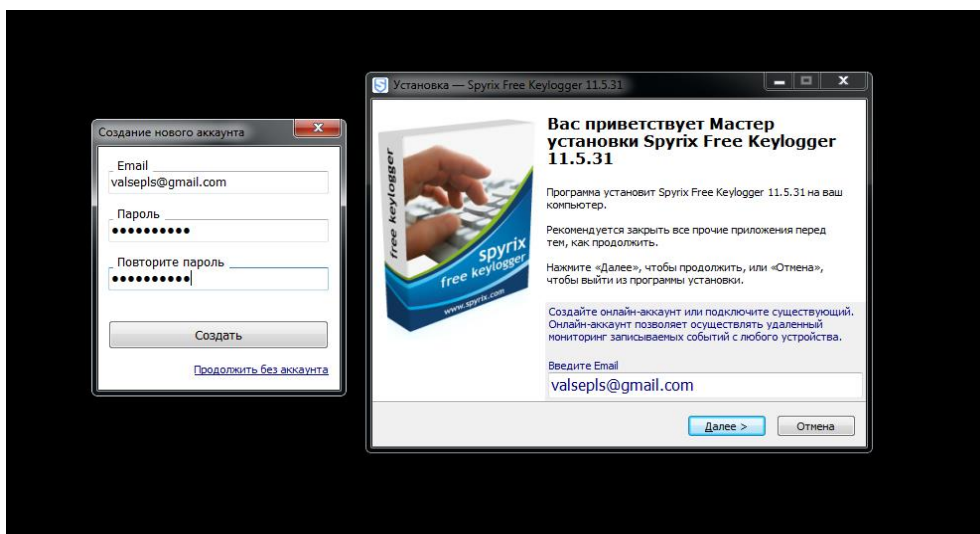 Создание нового аккаунта
Email
valsepls@gmail.com
Пароль
●●●●●●●●●●
Повторите пароль
●●●●●●●●●●
Создать
Продолжить без аккаунта
Установка — Spyrix Free Keylogger 11.5.31
free keylogger
spyrix
free keylogger
www.spyrix.com
Вас приветствует Мастер
установки Spyrix Free Keylogger
11.5.31
Программа установит Spyrix Free Keylogger 11.5.31 на ваш
компьютер.
Рекомендуется закрыть все прочие приложения перед
тем, как продолжить.
Нажмите «Далее», чтобы продолжить, или «Отмена»,
чтобы выйти из программы установки.
Создайте онлайн-аккаунт или подключите существующий.
Онлайн-аккаунт позволяет осуществлять удаленный
мониторинг записываемых событий с любого устройства.
Введите Email
valsepls@gmail.com
Далее >
Отмена